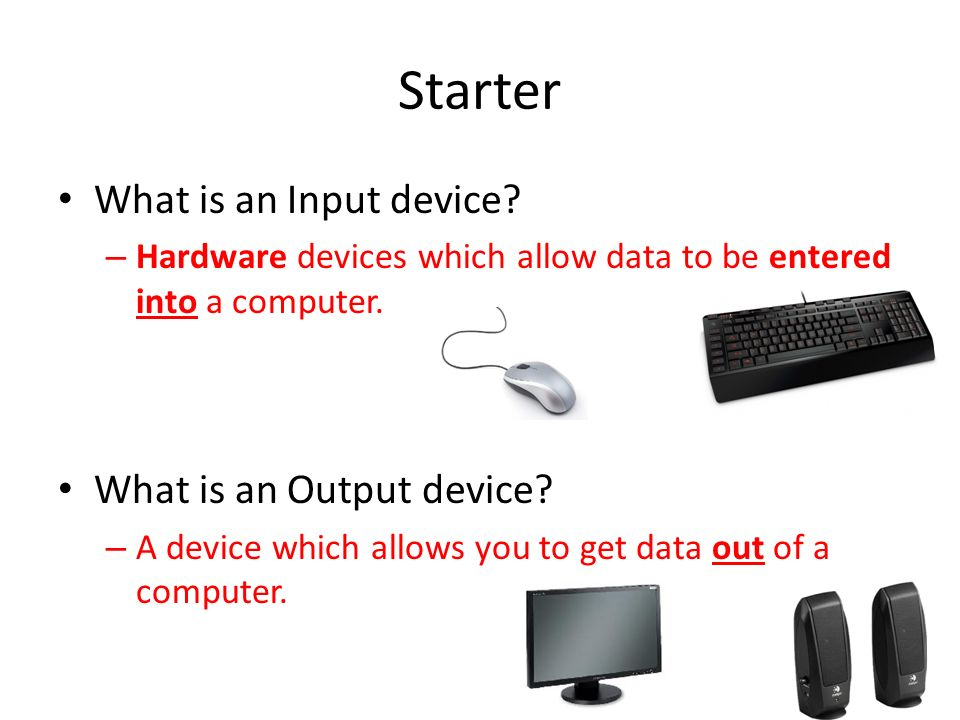 Starter
• What is an Input device?
– Hardware devices which allow data to be entered
into a computer.
• What is an Output device?
– A device which allows you to get data out of a
computer.